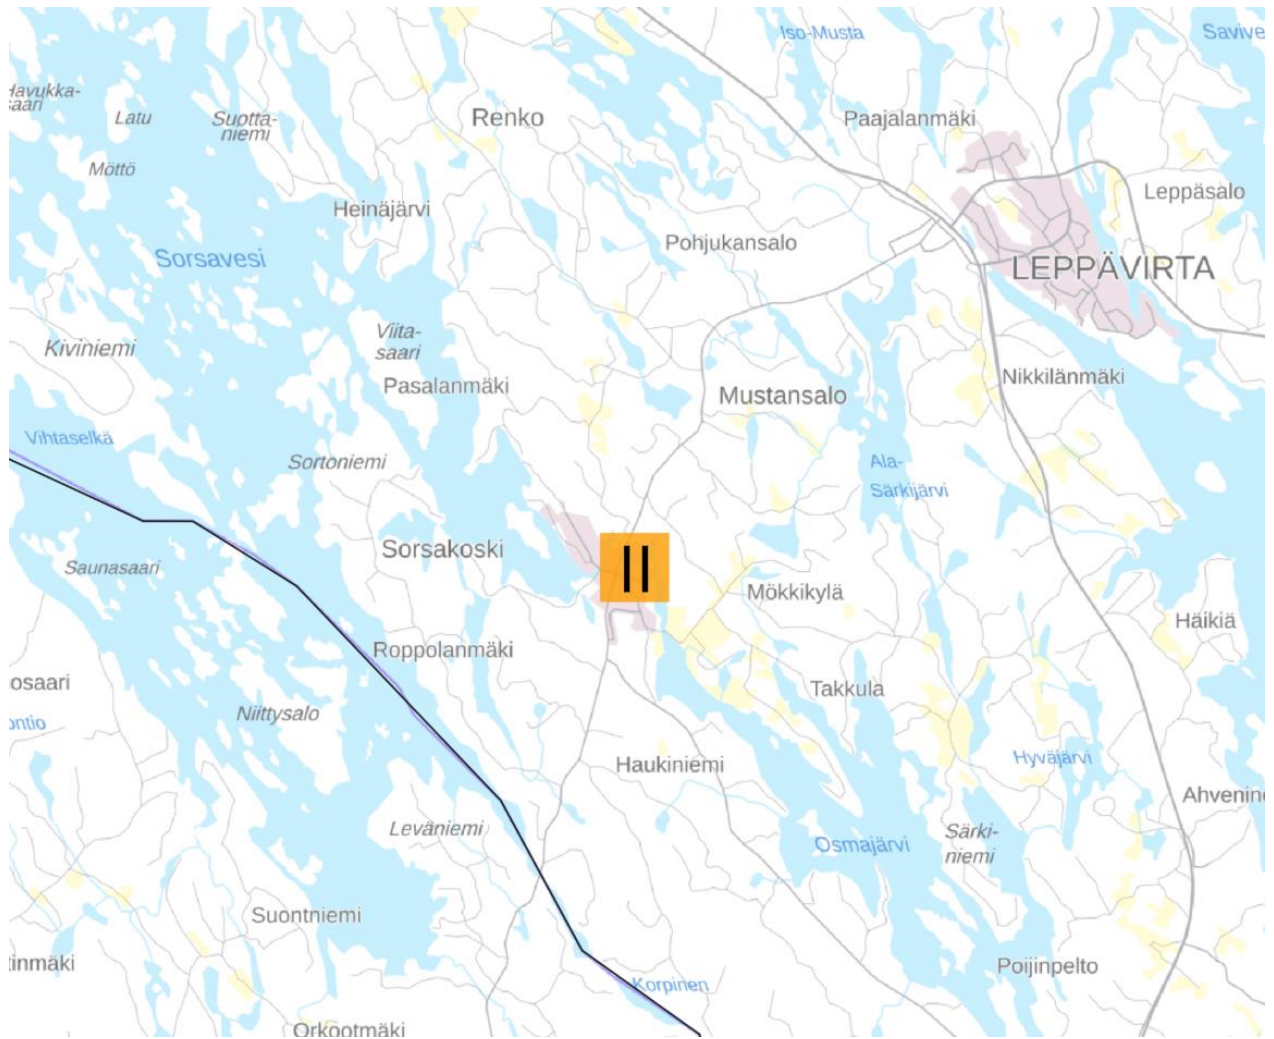 Iso-Musta
Savive
Havukka-
saari
Latu
Suotta-
niemi
Renko
Paajalanmäki
Möttö
Leppäsalo
Heinäjärvi
Pohjukansalo
Sorsavesi
LEPPÄVIRTA
Viita-
saari
Kiviniemi
Pasalanmäki
Nikkilänmäki
Mustansalo
Vihtaselkä
Sortoniemi
Ala-
Särkijärvi
Sorsakoski
II
Saunasaari
Mökkikylä
Häikiä
Roppolanmäki
osaari
Takkula
Niittysalo
ontio
Haukiniemi
Hyväjärvi
Ahvenine
Leväniemi
Osmajärvi
Särki-
niemi
Suontniemi
tinmäki
Poijinpelto
Korpinen
Orkootmäki